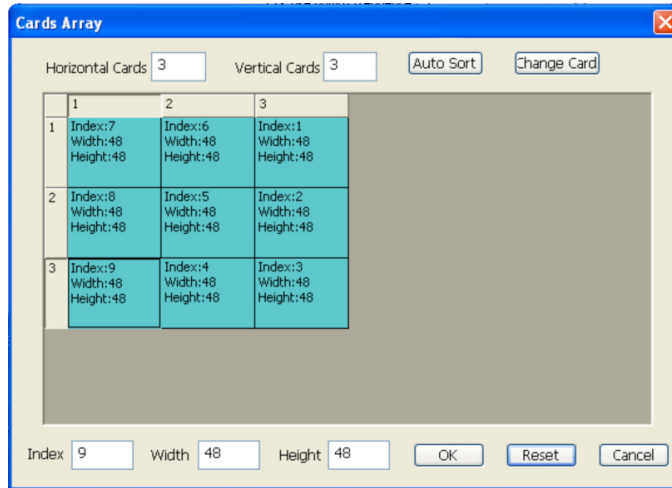 Cards Array
Horizontal Cards 3 Vertical Cards 3 Auto Sort Change Card
1 2 3
1 Index:7 Index:6 Index:1
Width:48 Width:48 Width:48
Height:48 Height:48 Height:48
2 Index:8 Index:5 Index:2
Width:48 Width:48 Width:48
Height:48 Height:48 Height:48
3 Index:9 Index:4 Index:3
Width:48 Width:48 Width:48
Height:48 Height:48 Height:48
Index 9 Width 48 Height 48 OK Reset Cancel